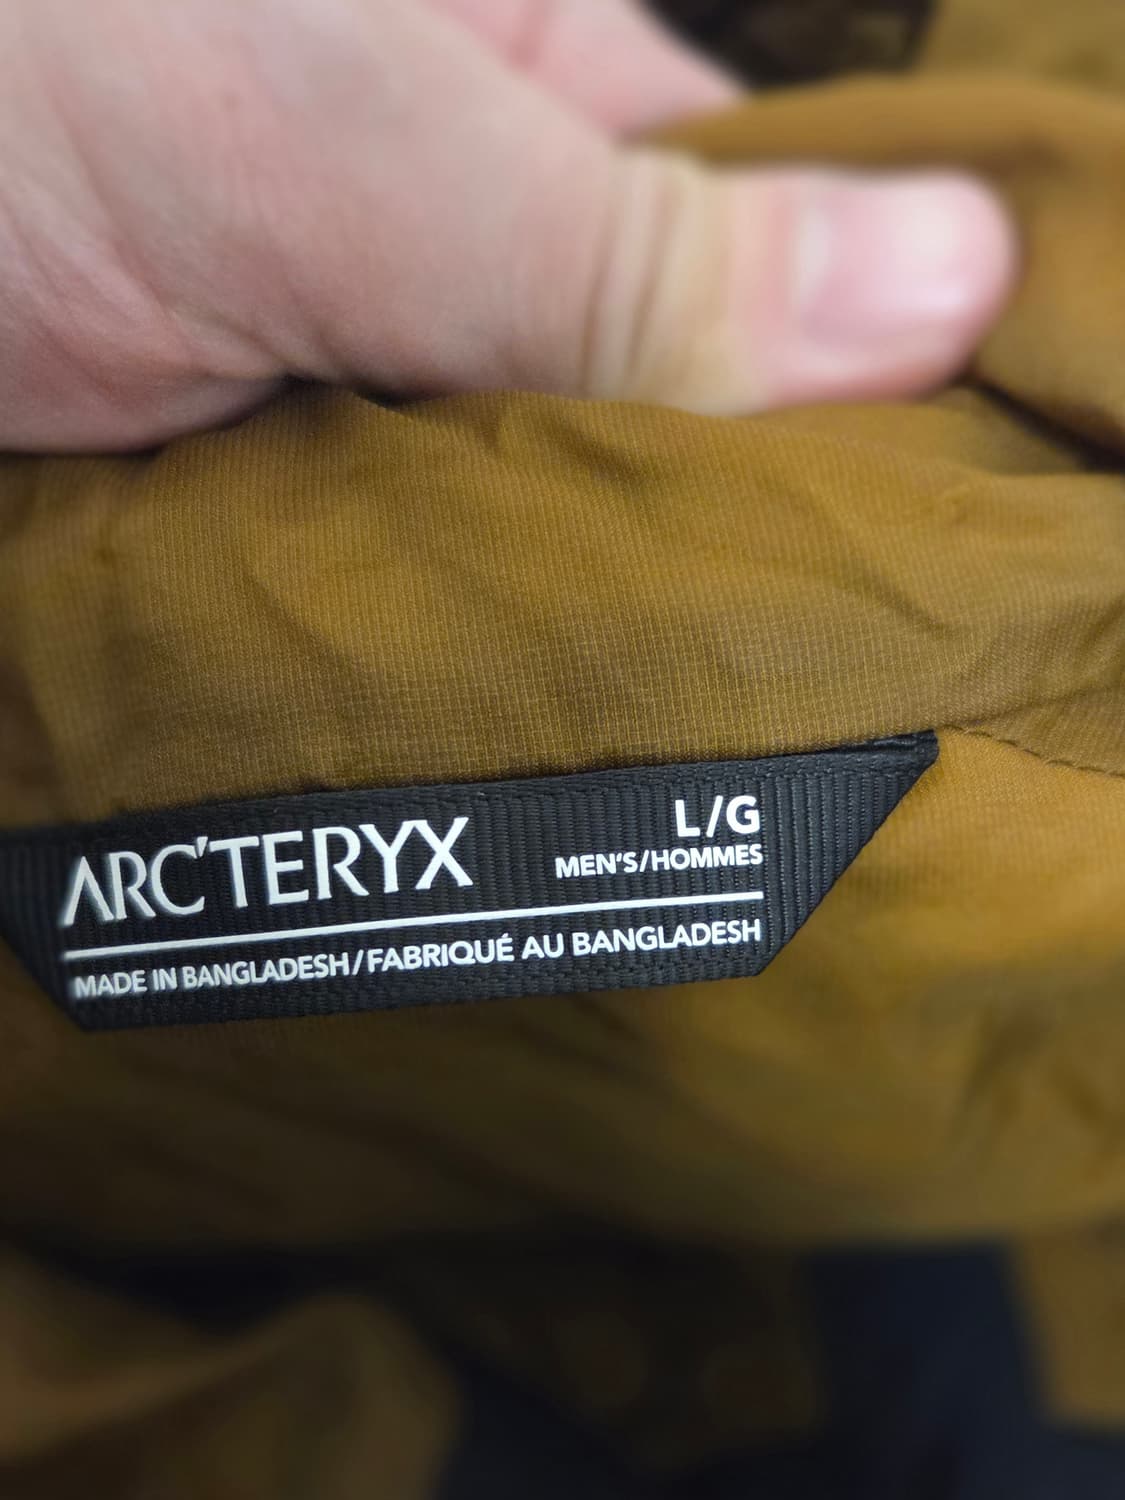 ARC'TERYX
L/G
MEN'S/HOMMES
MADE IN BANGLADESH/FABRIQUÉ AU BANGLADESH